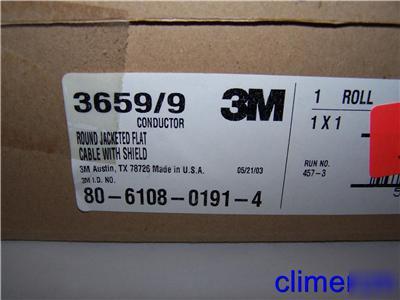 3659/9
CONDUCTOR
3M
1 ROLL
1 X 1
ROUND JACKETED FLAT
CABLE WITH SHIELD
3M Austin, TX 78726 Made in U.S.A.
05/21/03
RUN NO.
457-3
3M I.D. NO.
80-6108-0191-4
5